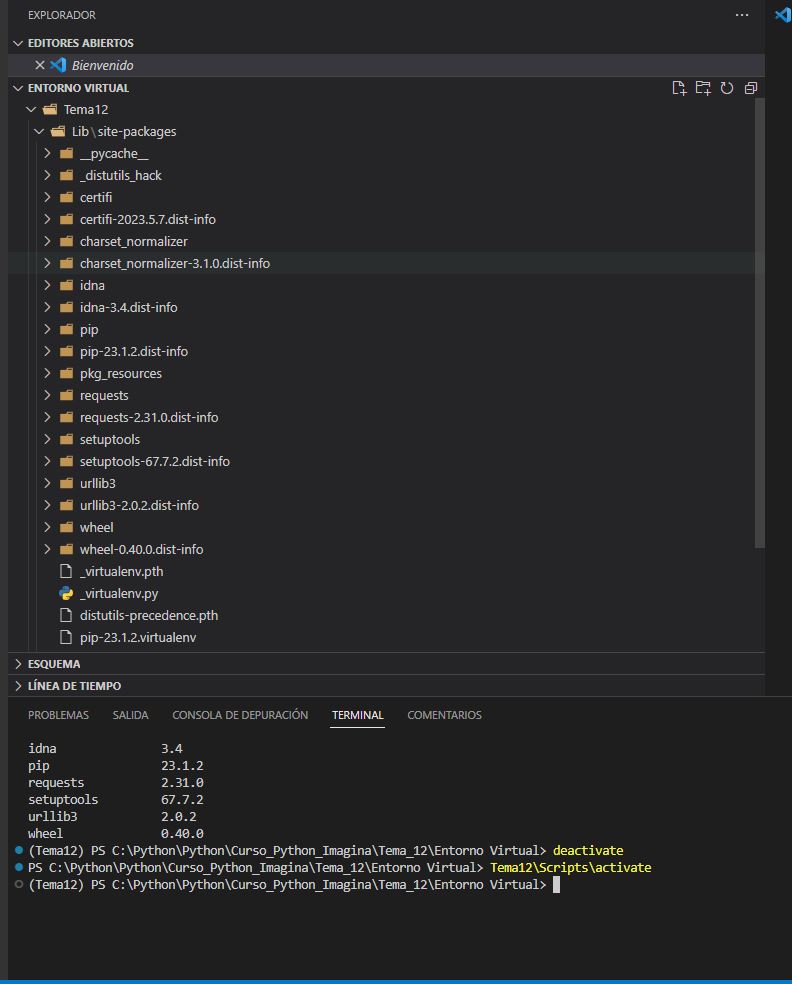 EXPLORADOR
EDITORES ABIERTOS
Bienvenido
ENTORNO VIRTUAL
Tema12
Lib\site-packages
__pycache__
_distutils_hack
certifi
certifi-2023.5.7.dist-info
charset_normalizer
charset_normalizer-3.1.0.dist-info
idna
idna-3.4.dist-info
pip
pip-23.1.2.dist-info
pkg_resources
requests
requests-2.31.0.dist-info
setuptools
setuptools-67.7.2.dist-info
urllib3
urllib3-2.0.2.dist-info
wheel
wheel-0.40.0.dist-info
_virtualenv.pth
_virtualenv.py
distutils-precedence.pth
pip-23.1.2.virtualenv
ESQUEMA
LÍNEA DE TIEMPO
PROBLEMAS SALIDA CONSOLA DE DEPURACIÓN TERMINAL COMENTARIOS
idna 3.4
pip 23.1.2
requests 2.31.0
setuptools 67.7.2
urllib3 2.0.2
wheel 0.40.0
(Tema12) PS C:\Python\Python\Curso_Python_Imagina\Tema_12\Entorno Virtual> deactivate
PS C:\Python\Python\Curso_Python_Imagina\Tema_12\Entorno Virtual> Tema12\Scripts\activate
(Tema12) PS C:\Python\Python\Curso_Python_Imagina\Tema_12\Entorno Virtual>